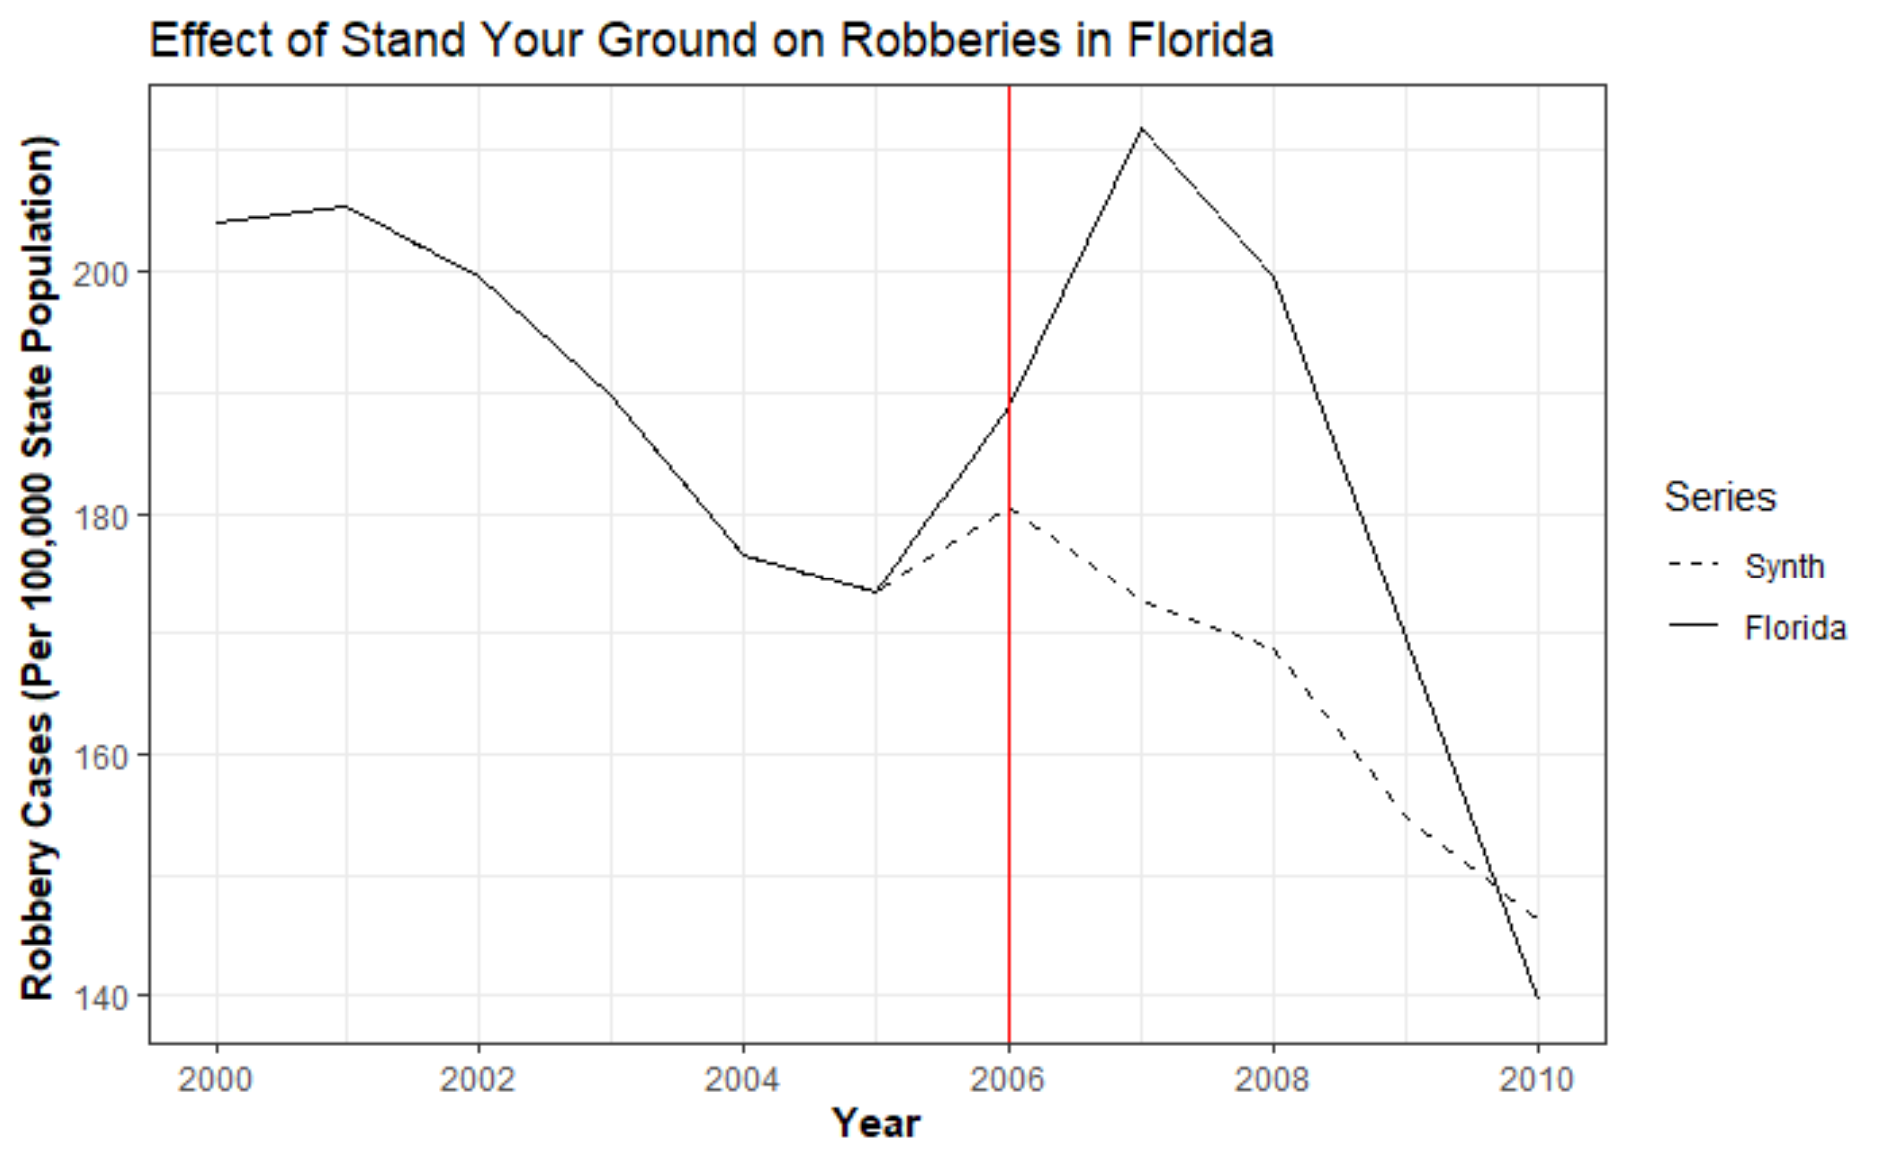 Effect of Stand Your Ground on Robberies in Florida
Robbery Cases (Per 100,000 State Population)
200
180
160
140
2000 2002 2004 2006 2008 2010
Year
Series
Synth
Florida